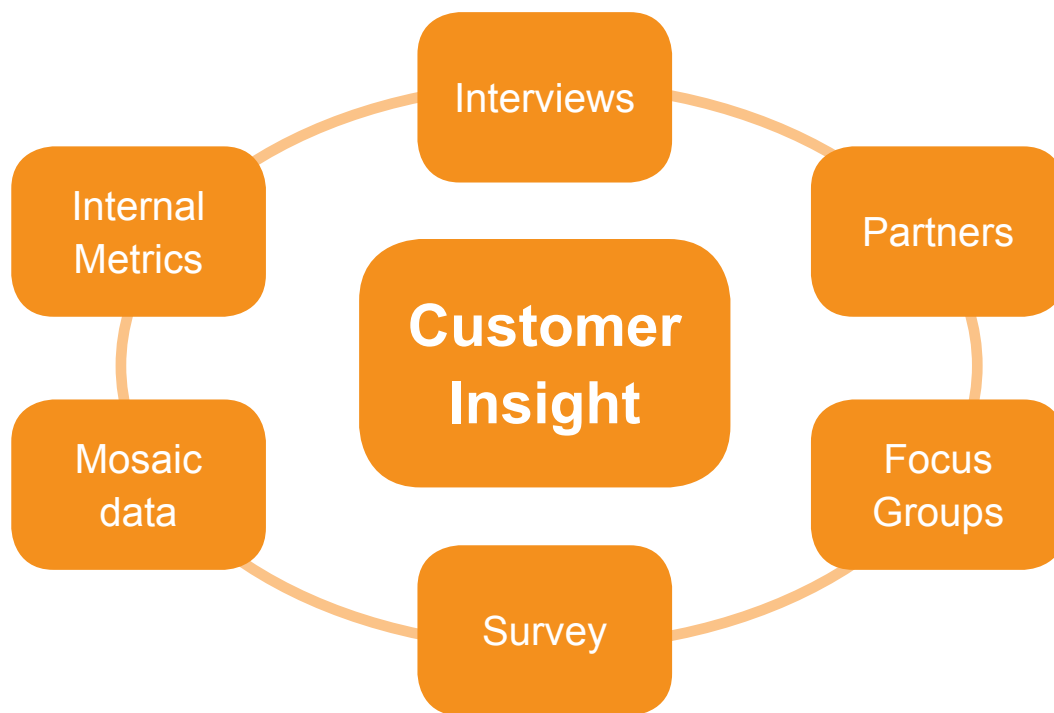 Interviews
Internal
Metrics
Partners
Customer
Insight
Mosaic
data
Focus
Groups
Survey